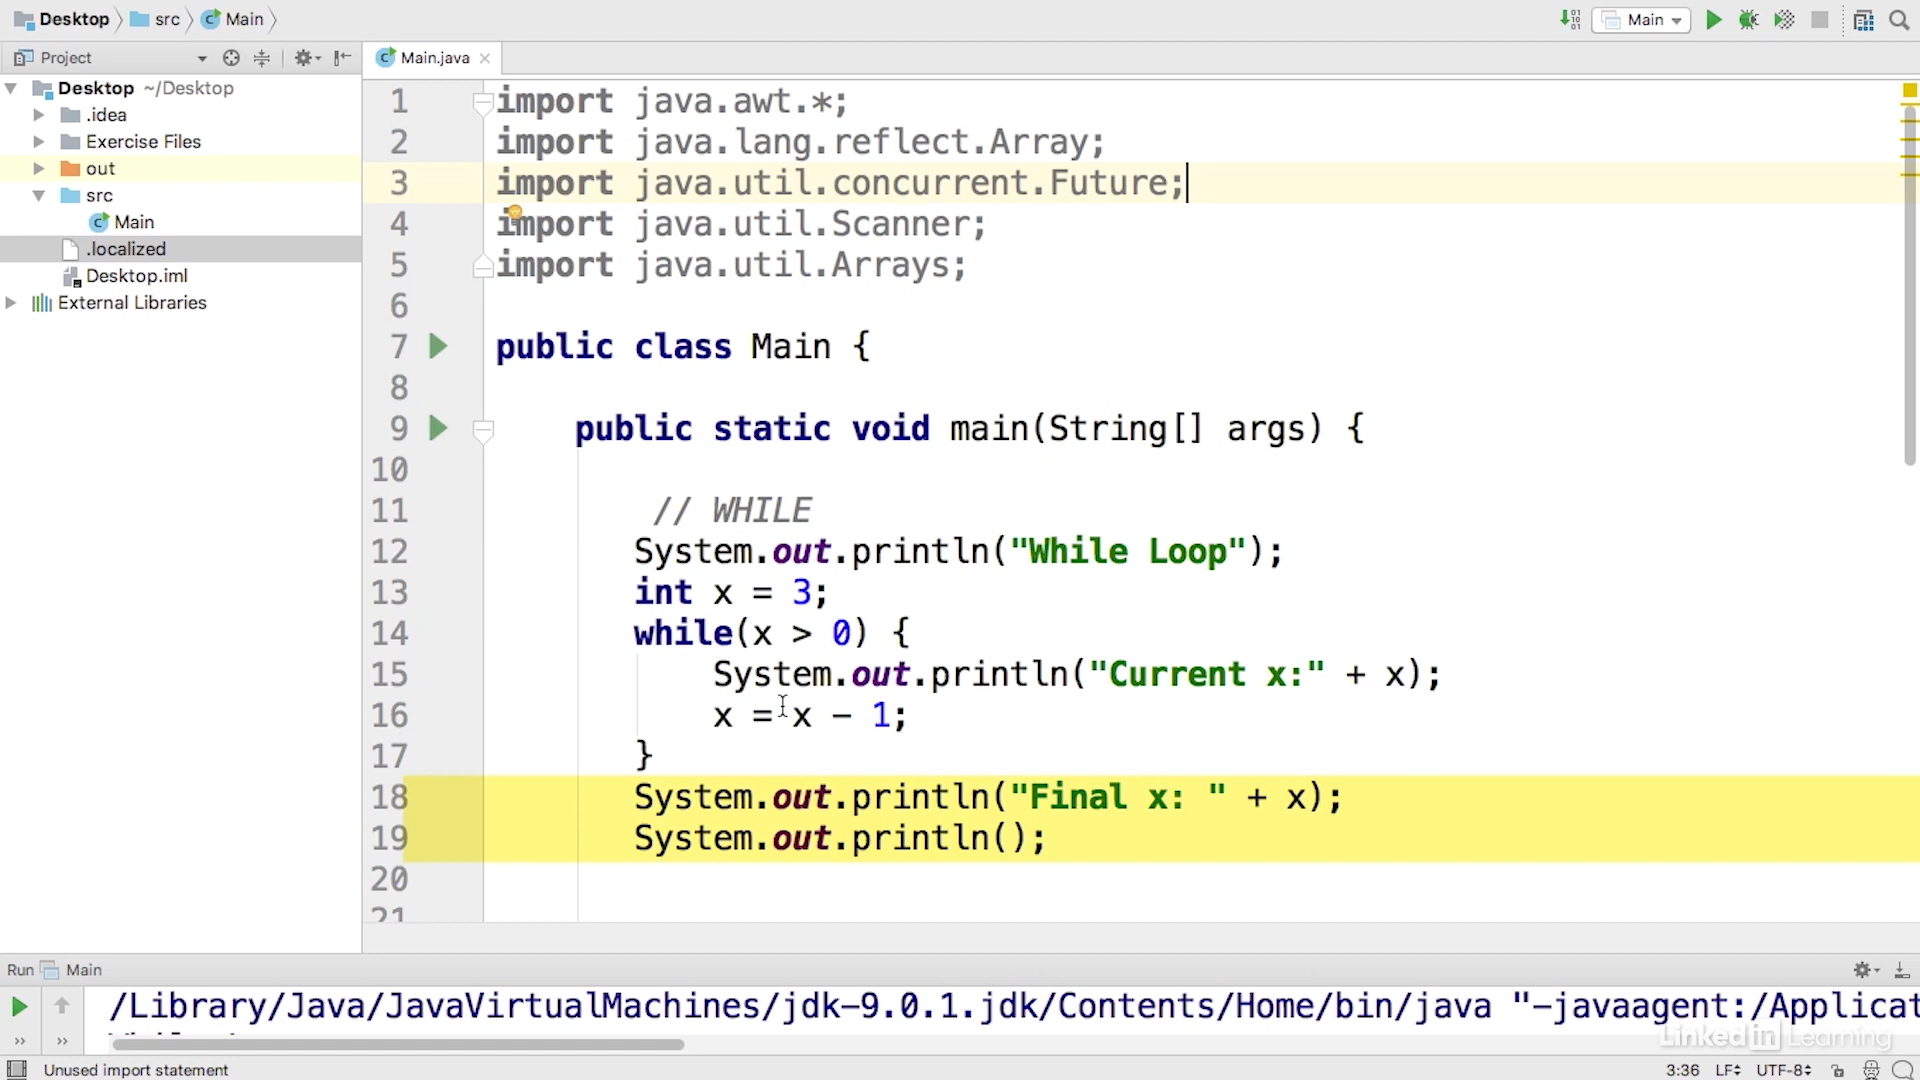 Desktop src Main
Main
Project
Main.java
Desktop ~/Desktop
.idea
Exercise Files
out
src
Main
.localized
Desktop.iml
External Libraries
1 import java.awt.*;
2 import java.lang.reflect.Array;
3 import java.util.concurrent.Future;
4 import java.util.Scanner;
5 import java.util.Arrays;
6
7 public class Main {
8
9 public static void main(String[] args) {
10
11 // WHILE
12 System.out.println("While Loop");
13 int x = 3;
14 while(x > 0) {
15 System.out.println("Current x:" + x);
16 x = x - 1;
17 }
18 System.out.println("Final x: " + x);
19 System.out.println();
20
21
Run Main
/Library/Java/JavaVirtualMachines/jdk-9.0.1.jdk/Contents/Home/bin/java "-javaagent:/Applicat
LinkedIn Learning
Unused import statement
3:36 LF UTF-8